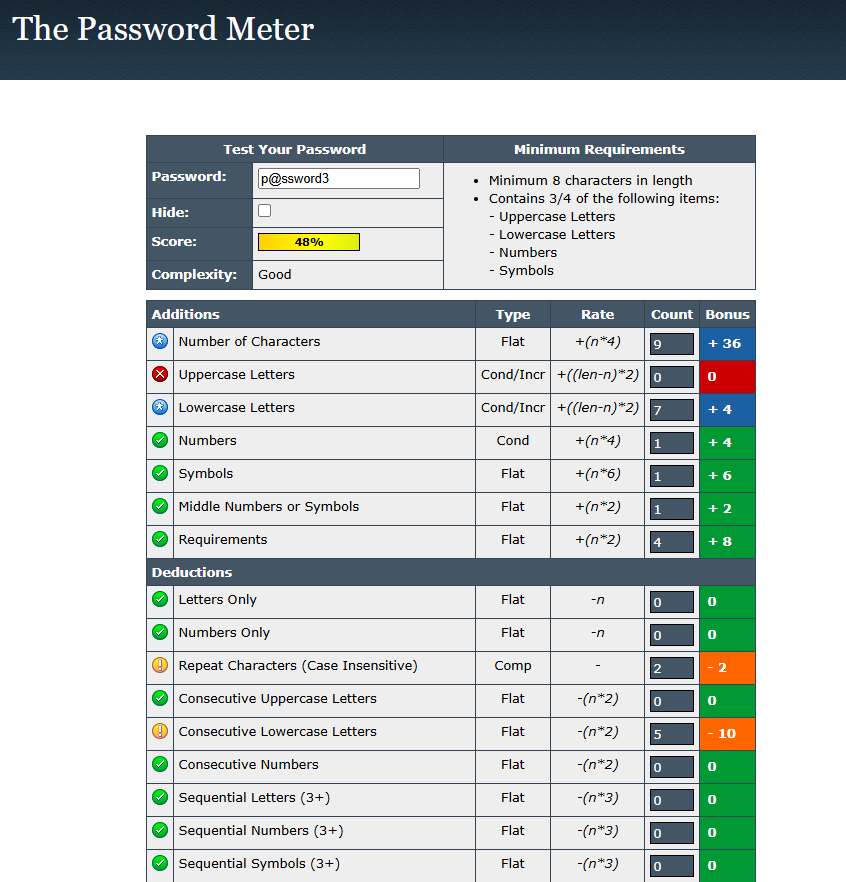 The Password Meter
Test Your Password Minimum Requirements
Password: p@ssword3
Hide:
Score: 48%
Complexity: Good
• Minimum 8 characters in length
• Contains 3/4 of the following items:
- Uppercase Letters
- Lowercase Letters
- Numbers
- Symbols
Additions Type Rate Count Bonus
Number of Characters Flat +(n*4) 9 + 36
Uppercase Letters Cond/Incr +((len-n)*2) 0 0
Lowercase Letters Cond/Incr +((len-n)*2) 7 + 4
Numbers Cond +(n*4) 1 + 4
Symbols Flat +(n*6) 1 + 6
Middle Numbers or Symbols Flat +(n*2) 1 + 2
Requirements Flat +(n*2) 4 + 8
Deductions
Letters Only Flat -n 0 0
Numbers Only Flat -n 0 0
Repeat Characters (Case Insensitive) Comp - 2 - 2
Consecutive Uppercase Letters Flat -(n*2) 0 0
Consecutive Lowercase Letters Flat -(n*2) 5 - 10
Consecutive Numbers Flat -(n*2) 0 0
Sequential Letters (3+) Flat -(n*3) 0 0
Sequential Numbers (3+) Flat -(n*3) 0 0
Sequential Symbols (3+) Flat -(n*3) 0 0